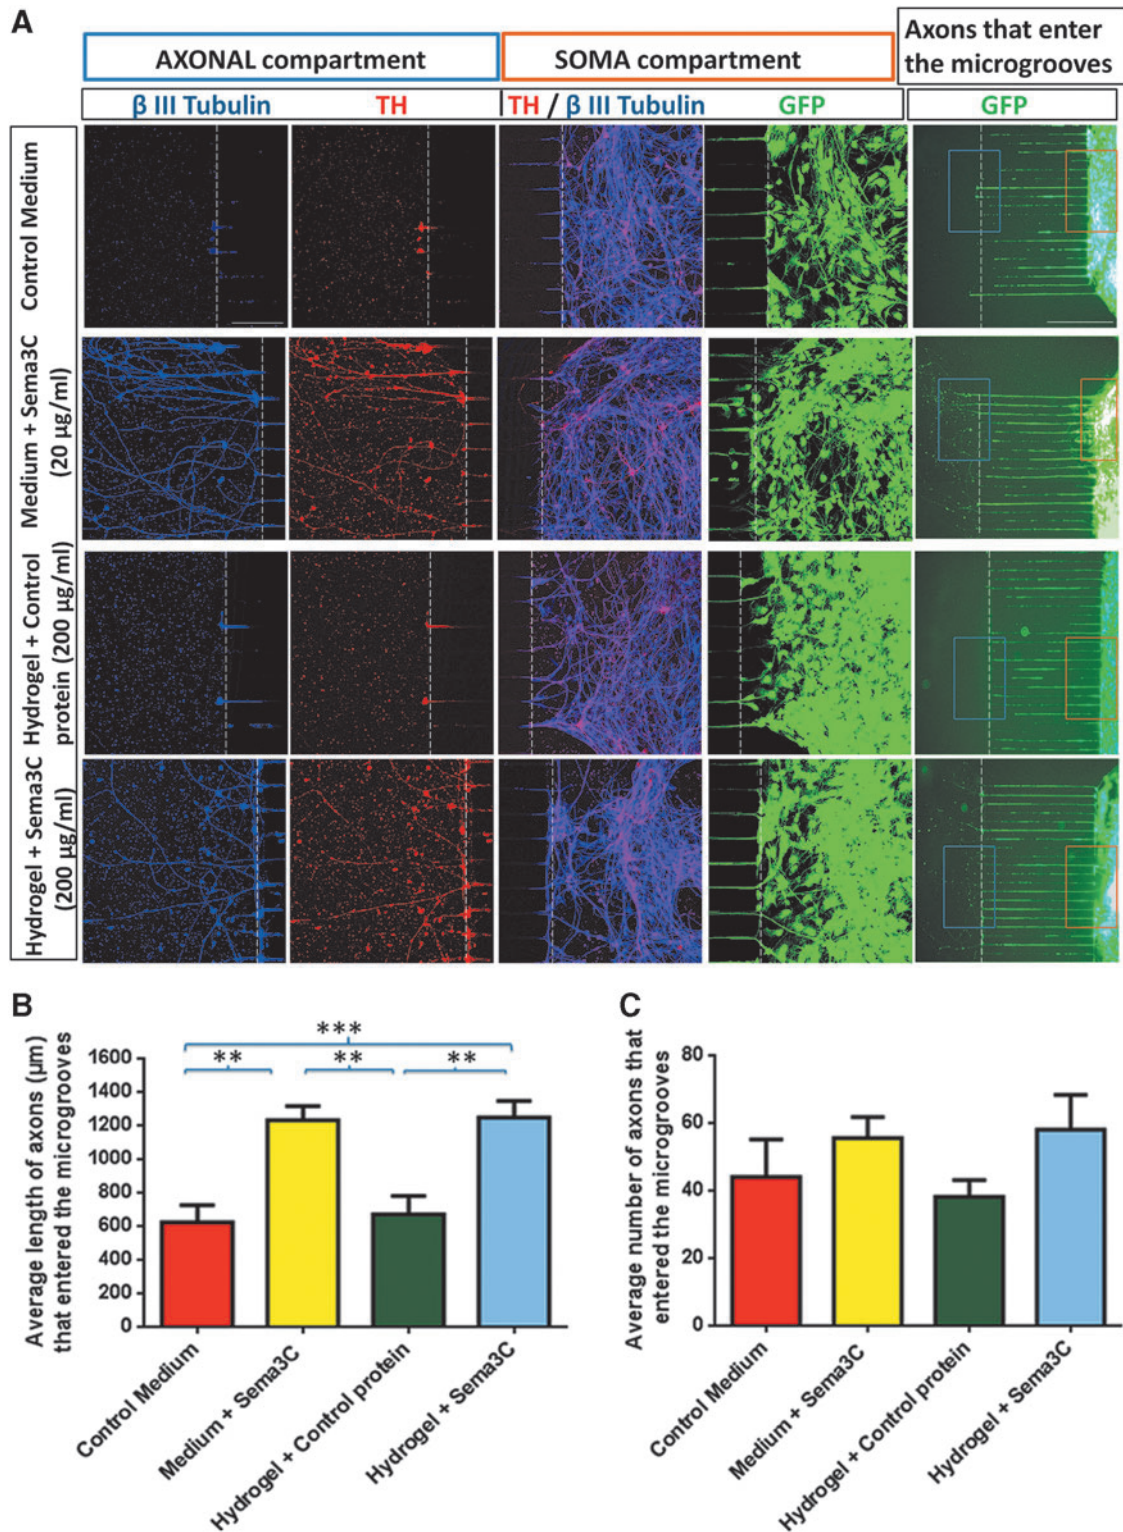 A
AXONAL compartment
SOMA compartment
Axons that enter
the microgrooves
β III Tubulin
TH
TH / β III Tubulin
GFP
GFP
Control Medium
Medium + Sema3C
(20 µg/ml)
Hydrogel + Control
protein (200 µg/ml)
Hydrogel + Sema3C
(200 µg/ml)
B
Average length of axons (µm)
that entered the microgrooves
1600
1400
1200
1000
800
600
400
200
0
***
**
**
**
Control Medium
Medium + Sema3C
Hydrogel + Control protein
Hydrogel + Sema3C
C
Average number of axons that
entered the microgrooves
80
60
40
20
0
Control Medium
Medium + Sema3C
Hydrogel + Control protein
Hydrogel + Sema3C